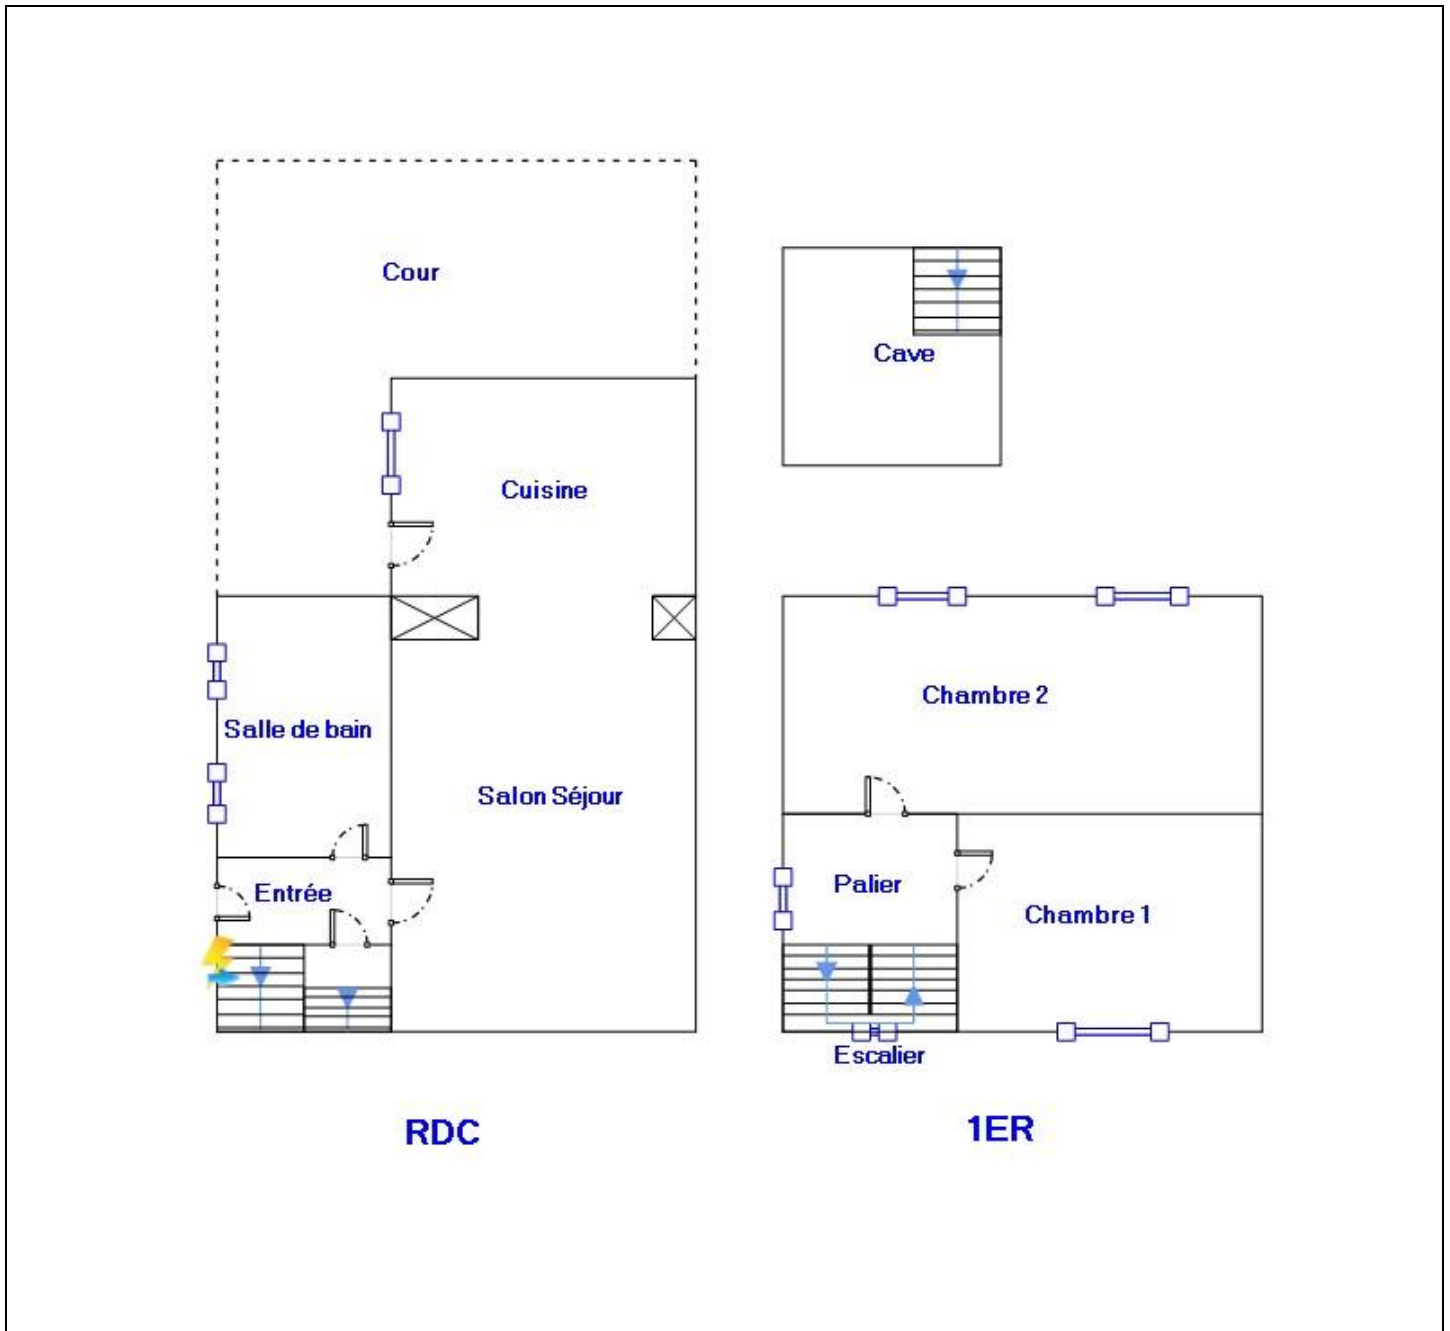 Cour
Cave
Cuisine
Chambre 2
Salle de bain
Salon Séjour
Palier
Entrée
Chambre 1
Escalier
RDC
1ER